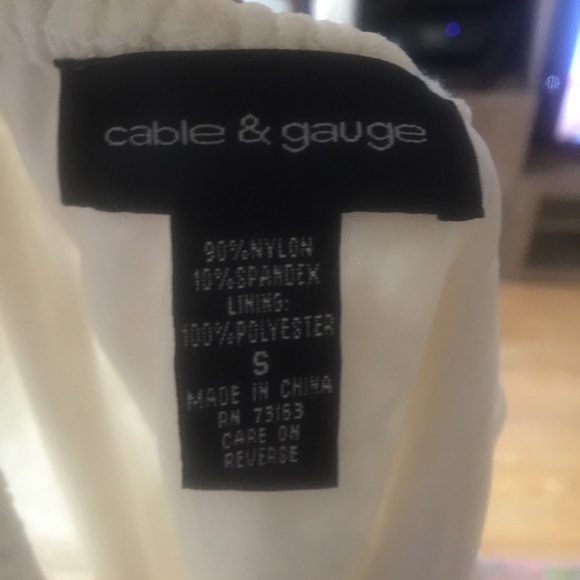 cable & gauge
90%NYLON
10%SPANDEX
LINING:
100%POLYESTER
S
MADE IN CHINA
RN 73163
CARE ON
REVERSE